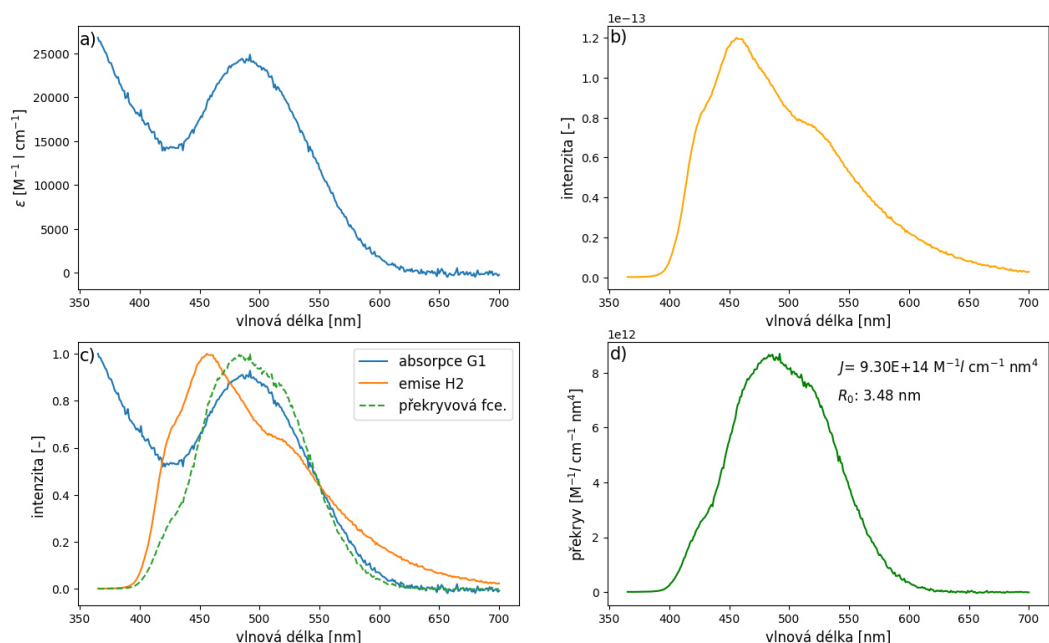 a)
25000
20000
15000
10000
5000
0
ε [M⁻¹ l cm⁻¹]
350 400 450 500 550 600 650 700
vlnová délka [nm]
1e−13
b)
1.2
1.0
0.8
0.6
0.4
0.2
0.0
intenzita [–]
350 400 450 500 550 600 650 700
vlnová délka [nm]
c)
1.0
0.8
0.6
0.4
0.2
0.0
intenzita [–]
absorpce G1
emise H2
překryvová fce.
350 400 450 500 550 600 650 700
vlnová délka [nm]
1e12
d)
8
6
4
2
0
překryv [M⁻¹l cm⁻¹ nm⁴]
J= 9.30E+14 M⁻¹l cm⁻¹ nm⁴
R₀: 3.48 nm
350 400 450 500 550 600 650 700
vlnová délka [nm]